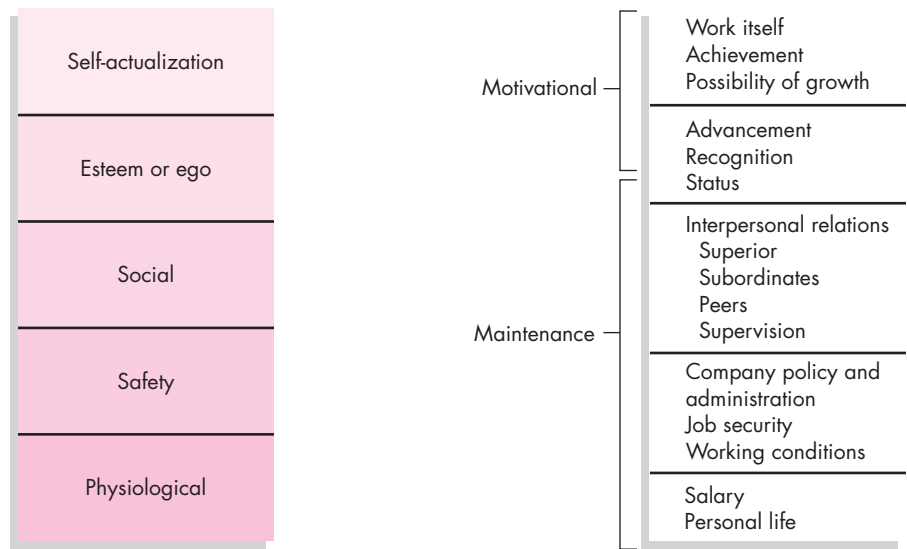 Self-actualization
Esteem or ego
Social
Safety
Physiological
Motivational
Maintenance
Work itself
Achievement
Possibility of growth
Advancement
Recognition
Status
Interpersonal relations
Superior
Subordinates
Peers
Supervision
Company policy and
administration
Job security
Working conditions
Salary
Personal life